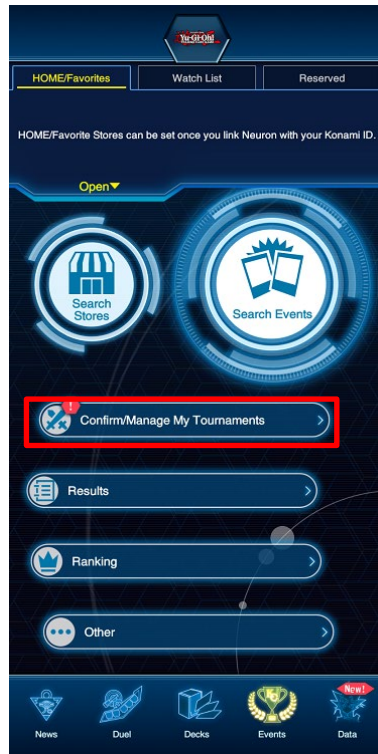 Yu-Gi-Oh!
HOME/Favorites
Watch List
Reserved
HOME/Favorite Stores can be set once you link Neuron with your Konami ID.
Open▼
Search
Stores
Search Events
!
Confirm/Manage My Tournaments
Results
Ranking
Other
New!
News
Duel
Decks
Events
Data